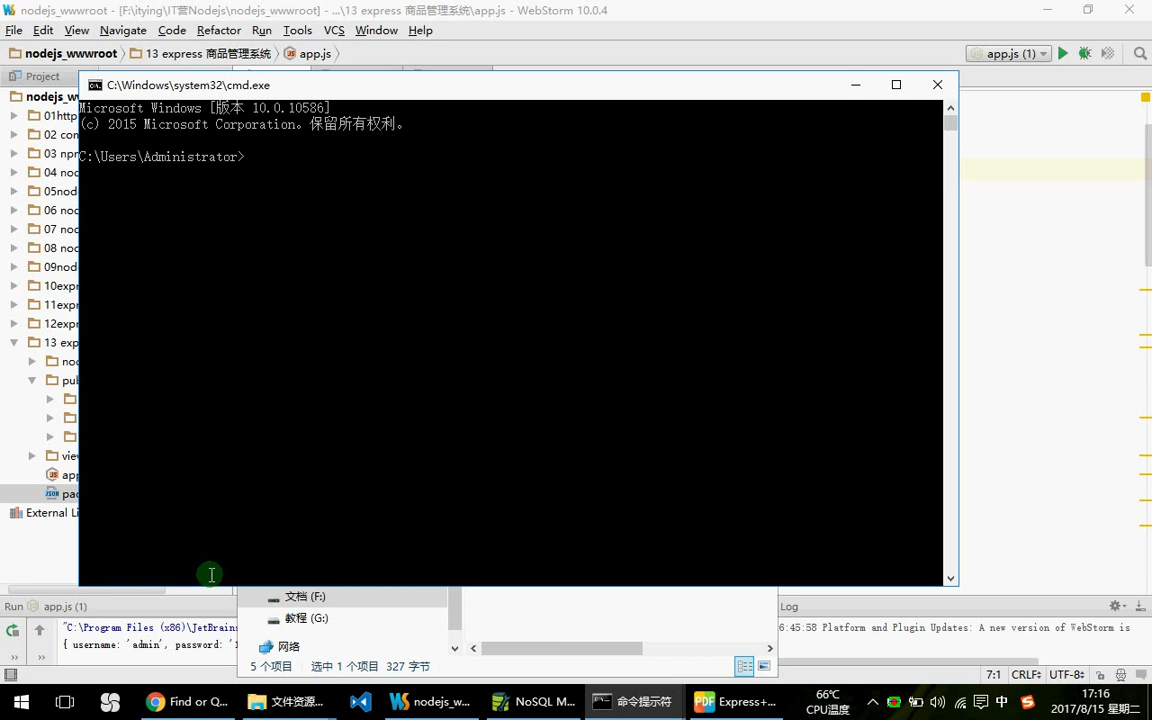 nodejs_wwwroot - [F:\itying\IT营Nodejs\nodejs_wwwroot] - ...\13 express 商品管理系统\app.js - WebStorm 10.0.4
File Edit View Navigate Code Refactor Run Tools VCS Window Help
nodejs_wwwroot 13 express 商品管理系统 app.js app.js (1)
Project
C:\Windows\system32\cmd.exe
nodejs_w
Microsoft Windows [版本 10.0.10586]
01http
(c) 2015 Microsoft Corporation。保留所有权利。
02 con
03 npr
C:\Users\Administrator>
04 noc
05nod
06 noc
07 noc
08 noc
09nod
10expr
11expr
12expr
13 exp
noc
pub
viev
app
pac
External Li
文档 (F:)
Run app.js (1)
Log
教程 (G:)
"C:\Program Files (x86)\JetBrains
6:45:58 Platform and Plugin Updates: A new version of WebStorm is
{ username: 'admin', password: '1
网络
5 个项目 选中 1 个项目 327 字节
7:1 CRLF UTF-8
Find or Q... 文件资源... nodejs_w... NoSQL M... 命令提示符 Express+...
66℃
CPU温度
中
17:16
2017/8/15 星期二